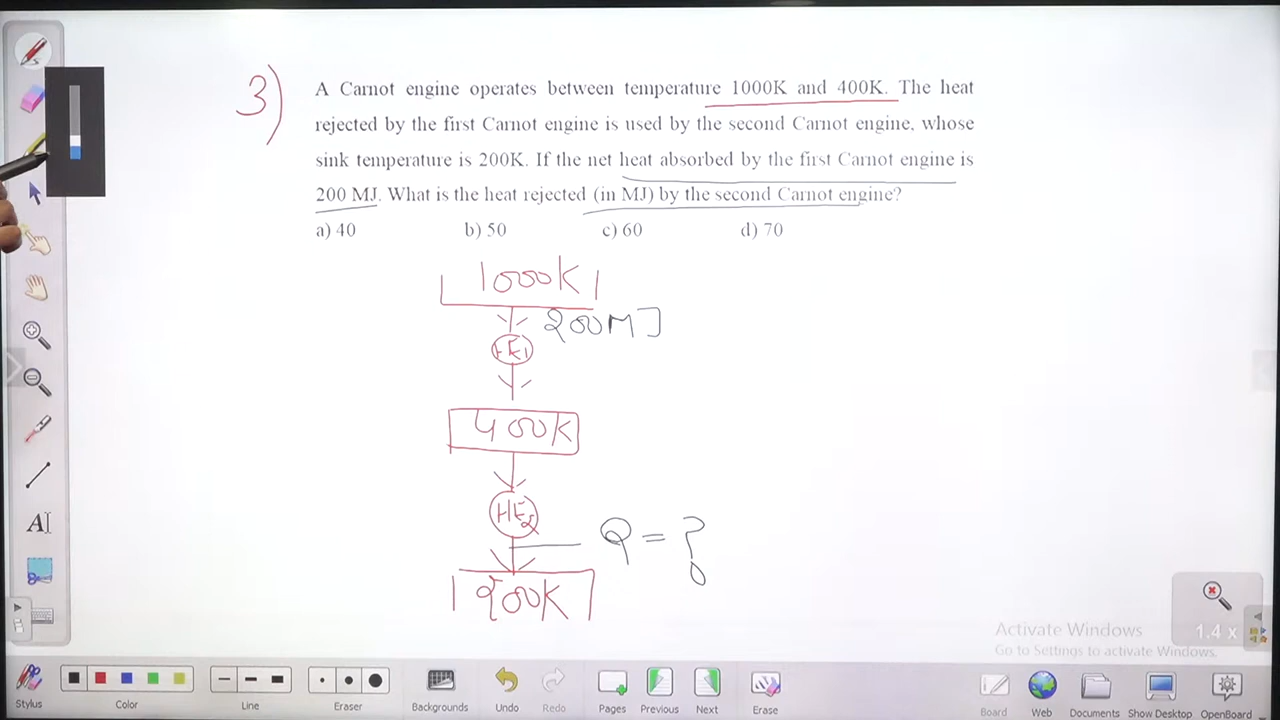 3)
A Carnot engine operates between temperature 1000K and 400K. The heat
rejected by the first Carnot engine is used by the second Carnot engine, whose
sink temperature is 200K. If the net heat absorbed by the first Carnot engine is
200 MJ. What is the heat rejected (in MJ) by the second Carnot engine?
a) 40 b) 50 c) 60 d) 70
1000K
200MJ
HE1
400K
HE2
Q = ?
200K
Activate Windows
Go to Settings to activate Windows.
1.4 x
Stylus
Color
Line
Eraser
Backgrounds
Undo
Redo
Pages
Previous
Next
Erase
Board
Web
Documents
Show Desktop
OpenBoard